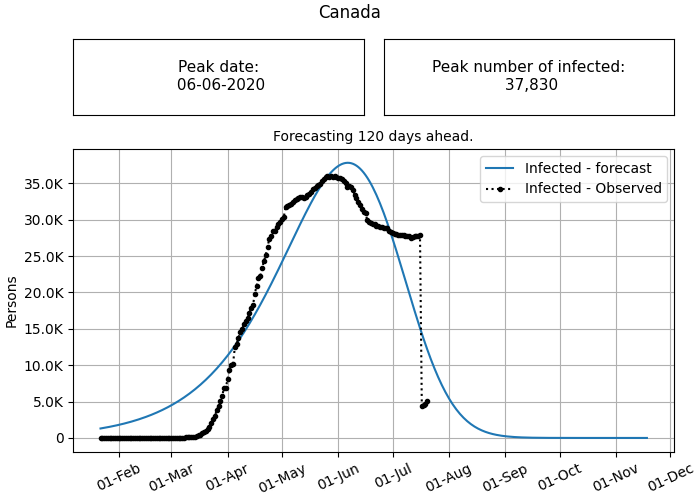 Canada
Peak date:
06-06-2020
Peak number of infected:
37,830
Forecasting 120 days ahead.
Infected - forecast
Infected - Observed
Persons
35.0K
30.0K
25.0K
20.0K
15.0K
10.0K
5.0K
0
01-Feb
01-Mar
01-Apr
01-May
01-Jun
01-Jul
01-Aug
01-Sep
01-Oct
01-Nov
01-Dec